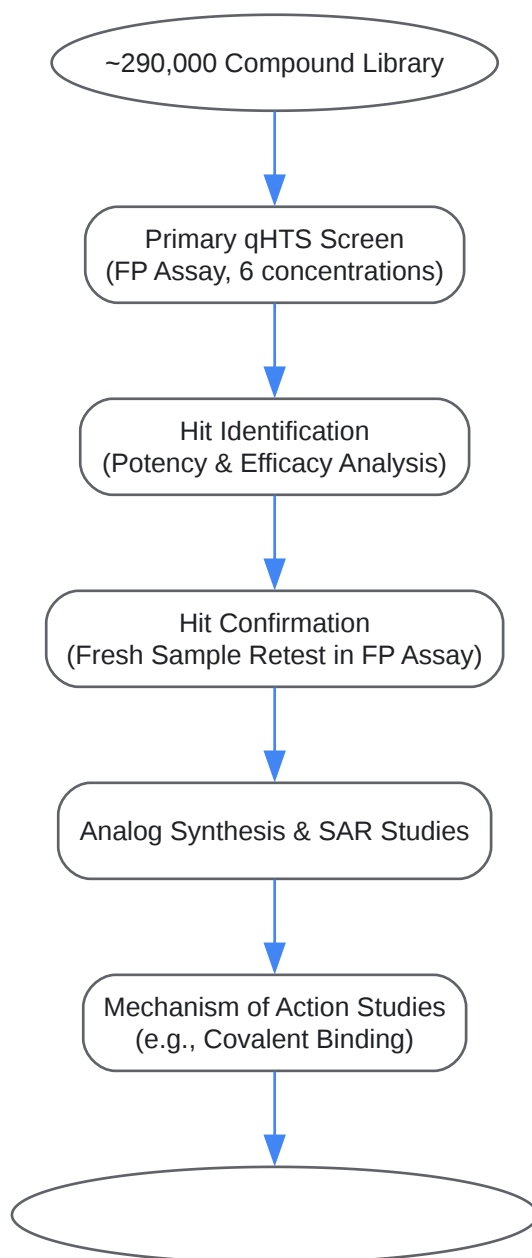 ~290,000 Compound Library
Primary qHTS Screen
(FP Assay, 6 concentrations)
Hit Identification
(Potency & Efficacy Analysis)
Hit Confirmation
(Fresh Sample Retest in FP Assay)
Analog Synthesis & SAR Studies
Mechanism of Action Studies
(e.g., Covalent Binding)